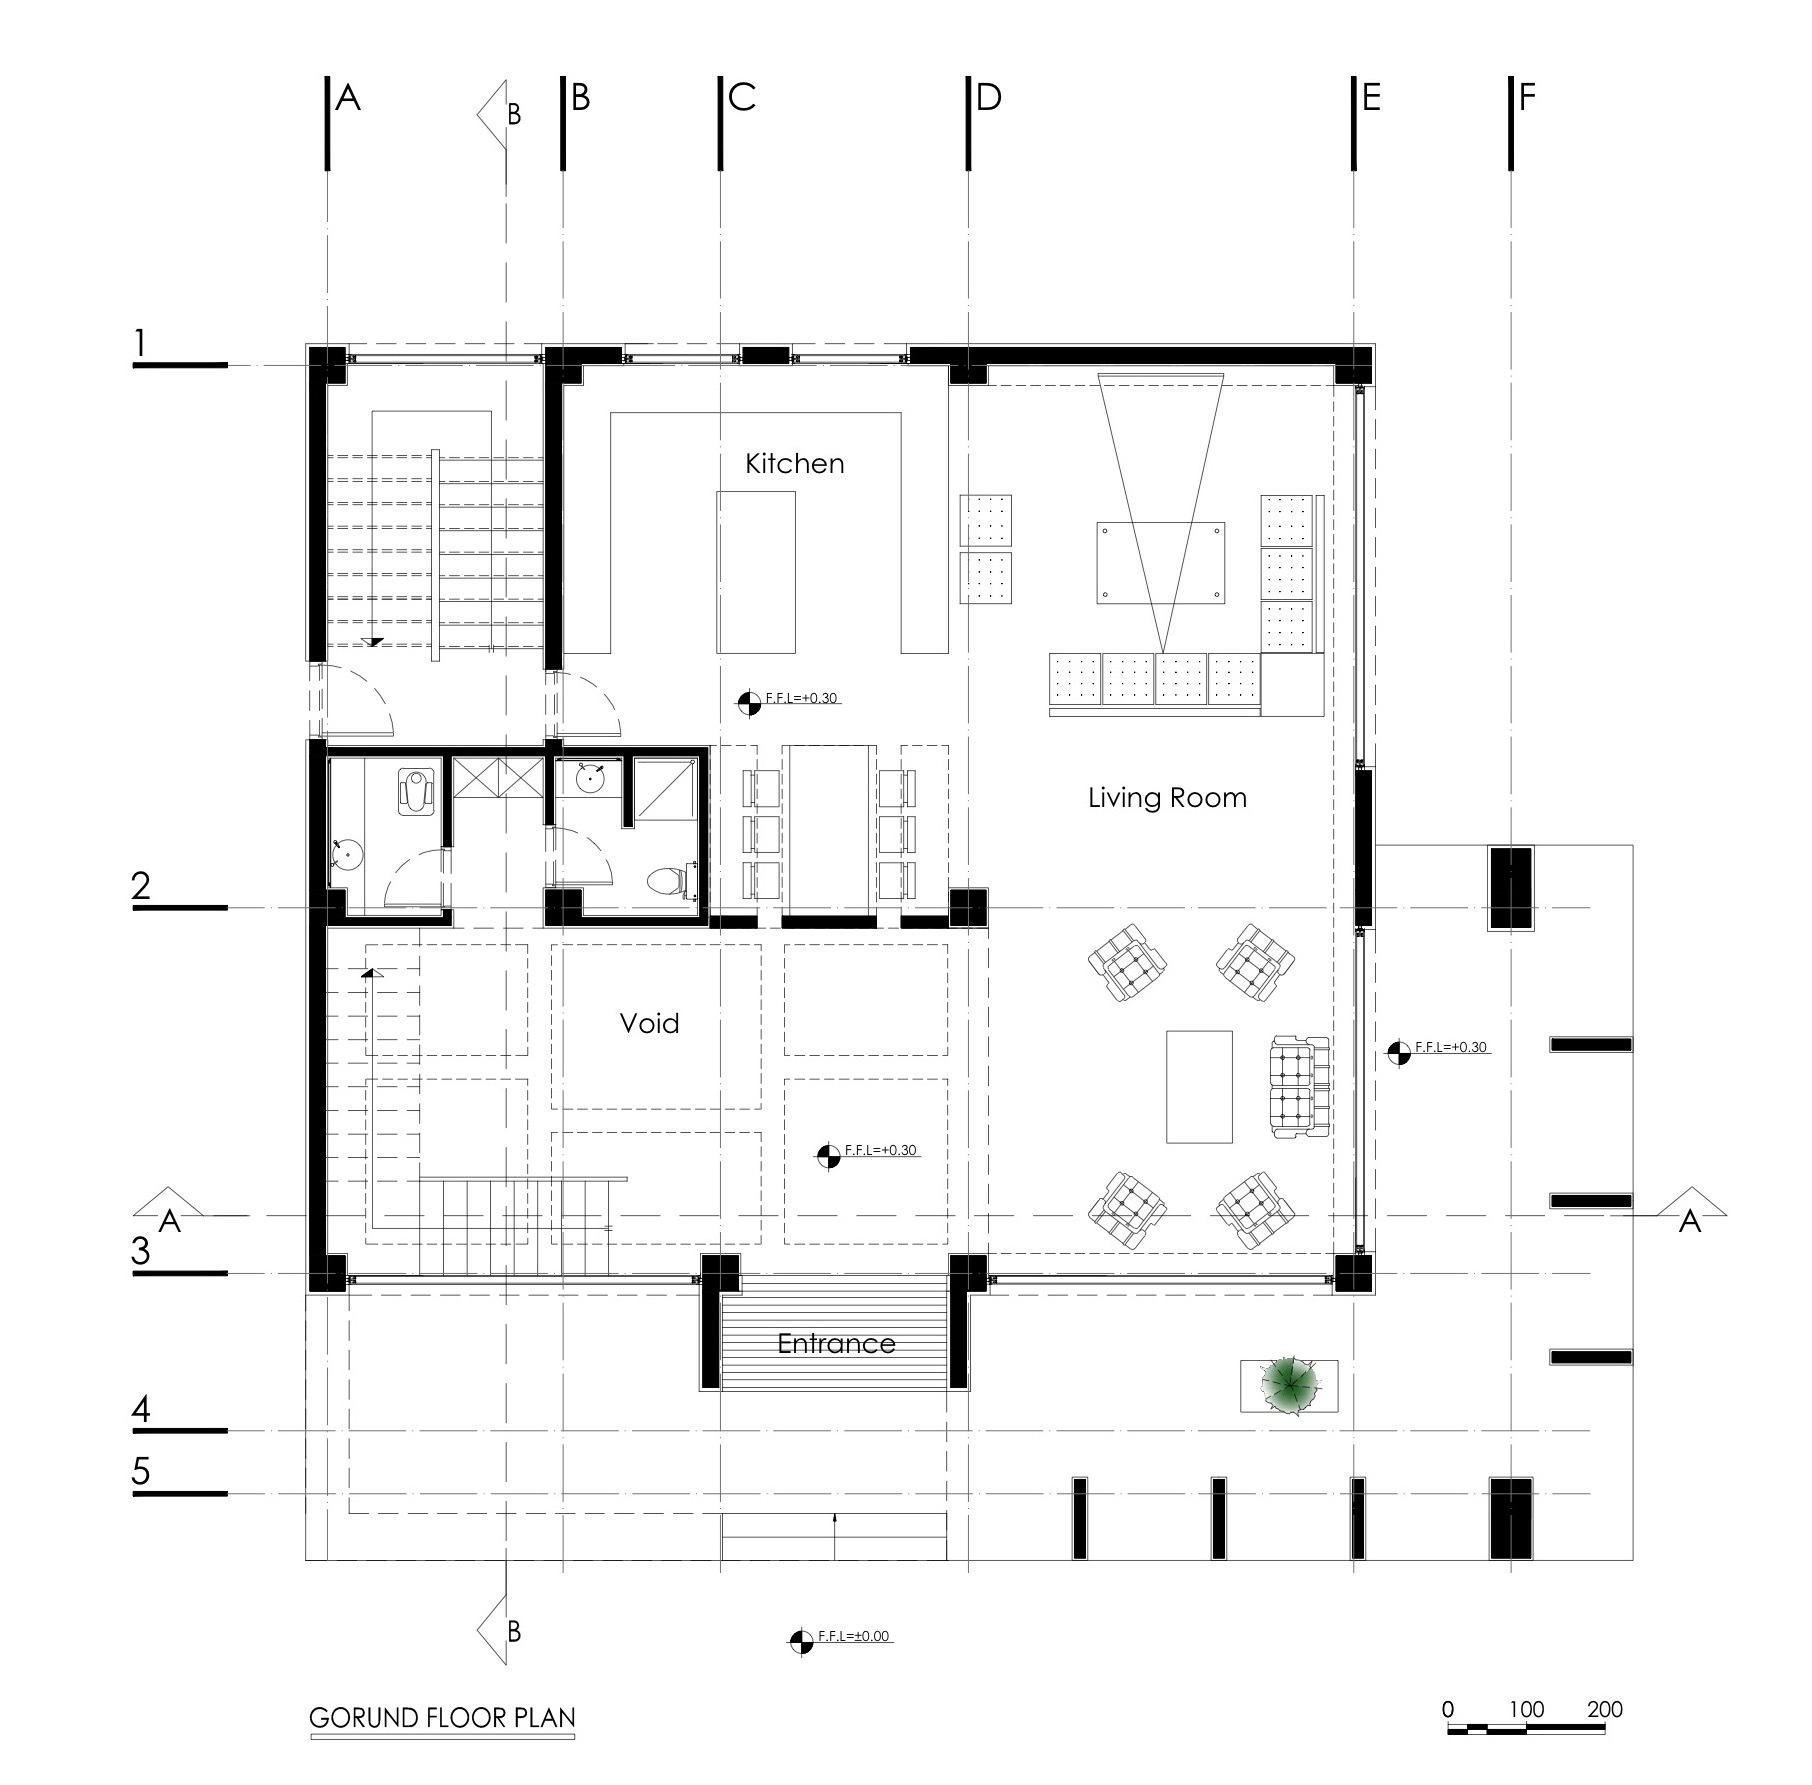 A
B
B
C
D
E
F
1
Kitchen
F.F.L=+0.30
Living Room
2
Void
F.F.L=+0.30
F.F.L=+0.30
A
A
3
Entrance
4
5
B
F.F.L=±0.00
GORUND FLOOR PLAN
0 100 200